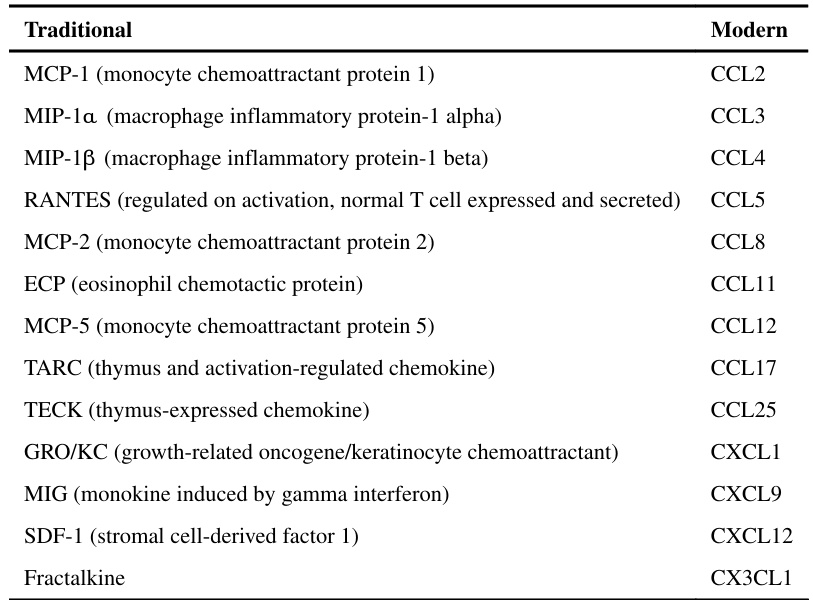 Traditional Modern
MCP-1 (monocyte chemoattractant protein 1) CCL2
MIP-1α (macrophage inflammatory protein-1 alpha) CCL3
MIP-1β (macrophage inflammatory protein-1 beta) CCL4
RANTES (regulated on activation, normal T cell expressed and secreted) CCL5
MCP-2 (monocyte chemoattractant protein 2) CCL8
ECP (eosinophil chemotactic protein) CCL11
MCP-5 (monocyte chemoattractant protein 5) CCL12
TARC (thymus and activation-regulated chemokine) CCL17
TECK (thymus-expressed chemokine) CCL25
GRO/KC (growth-related oncogene/keratinocyte chemoattractant) CXCL1
MIG (monokine induced by gamma interferon) CXCL9
SDF-1 (stromal cell-derived factor 1) CXCL12
Fractalkine CX3CL1